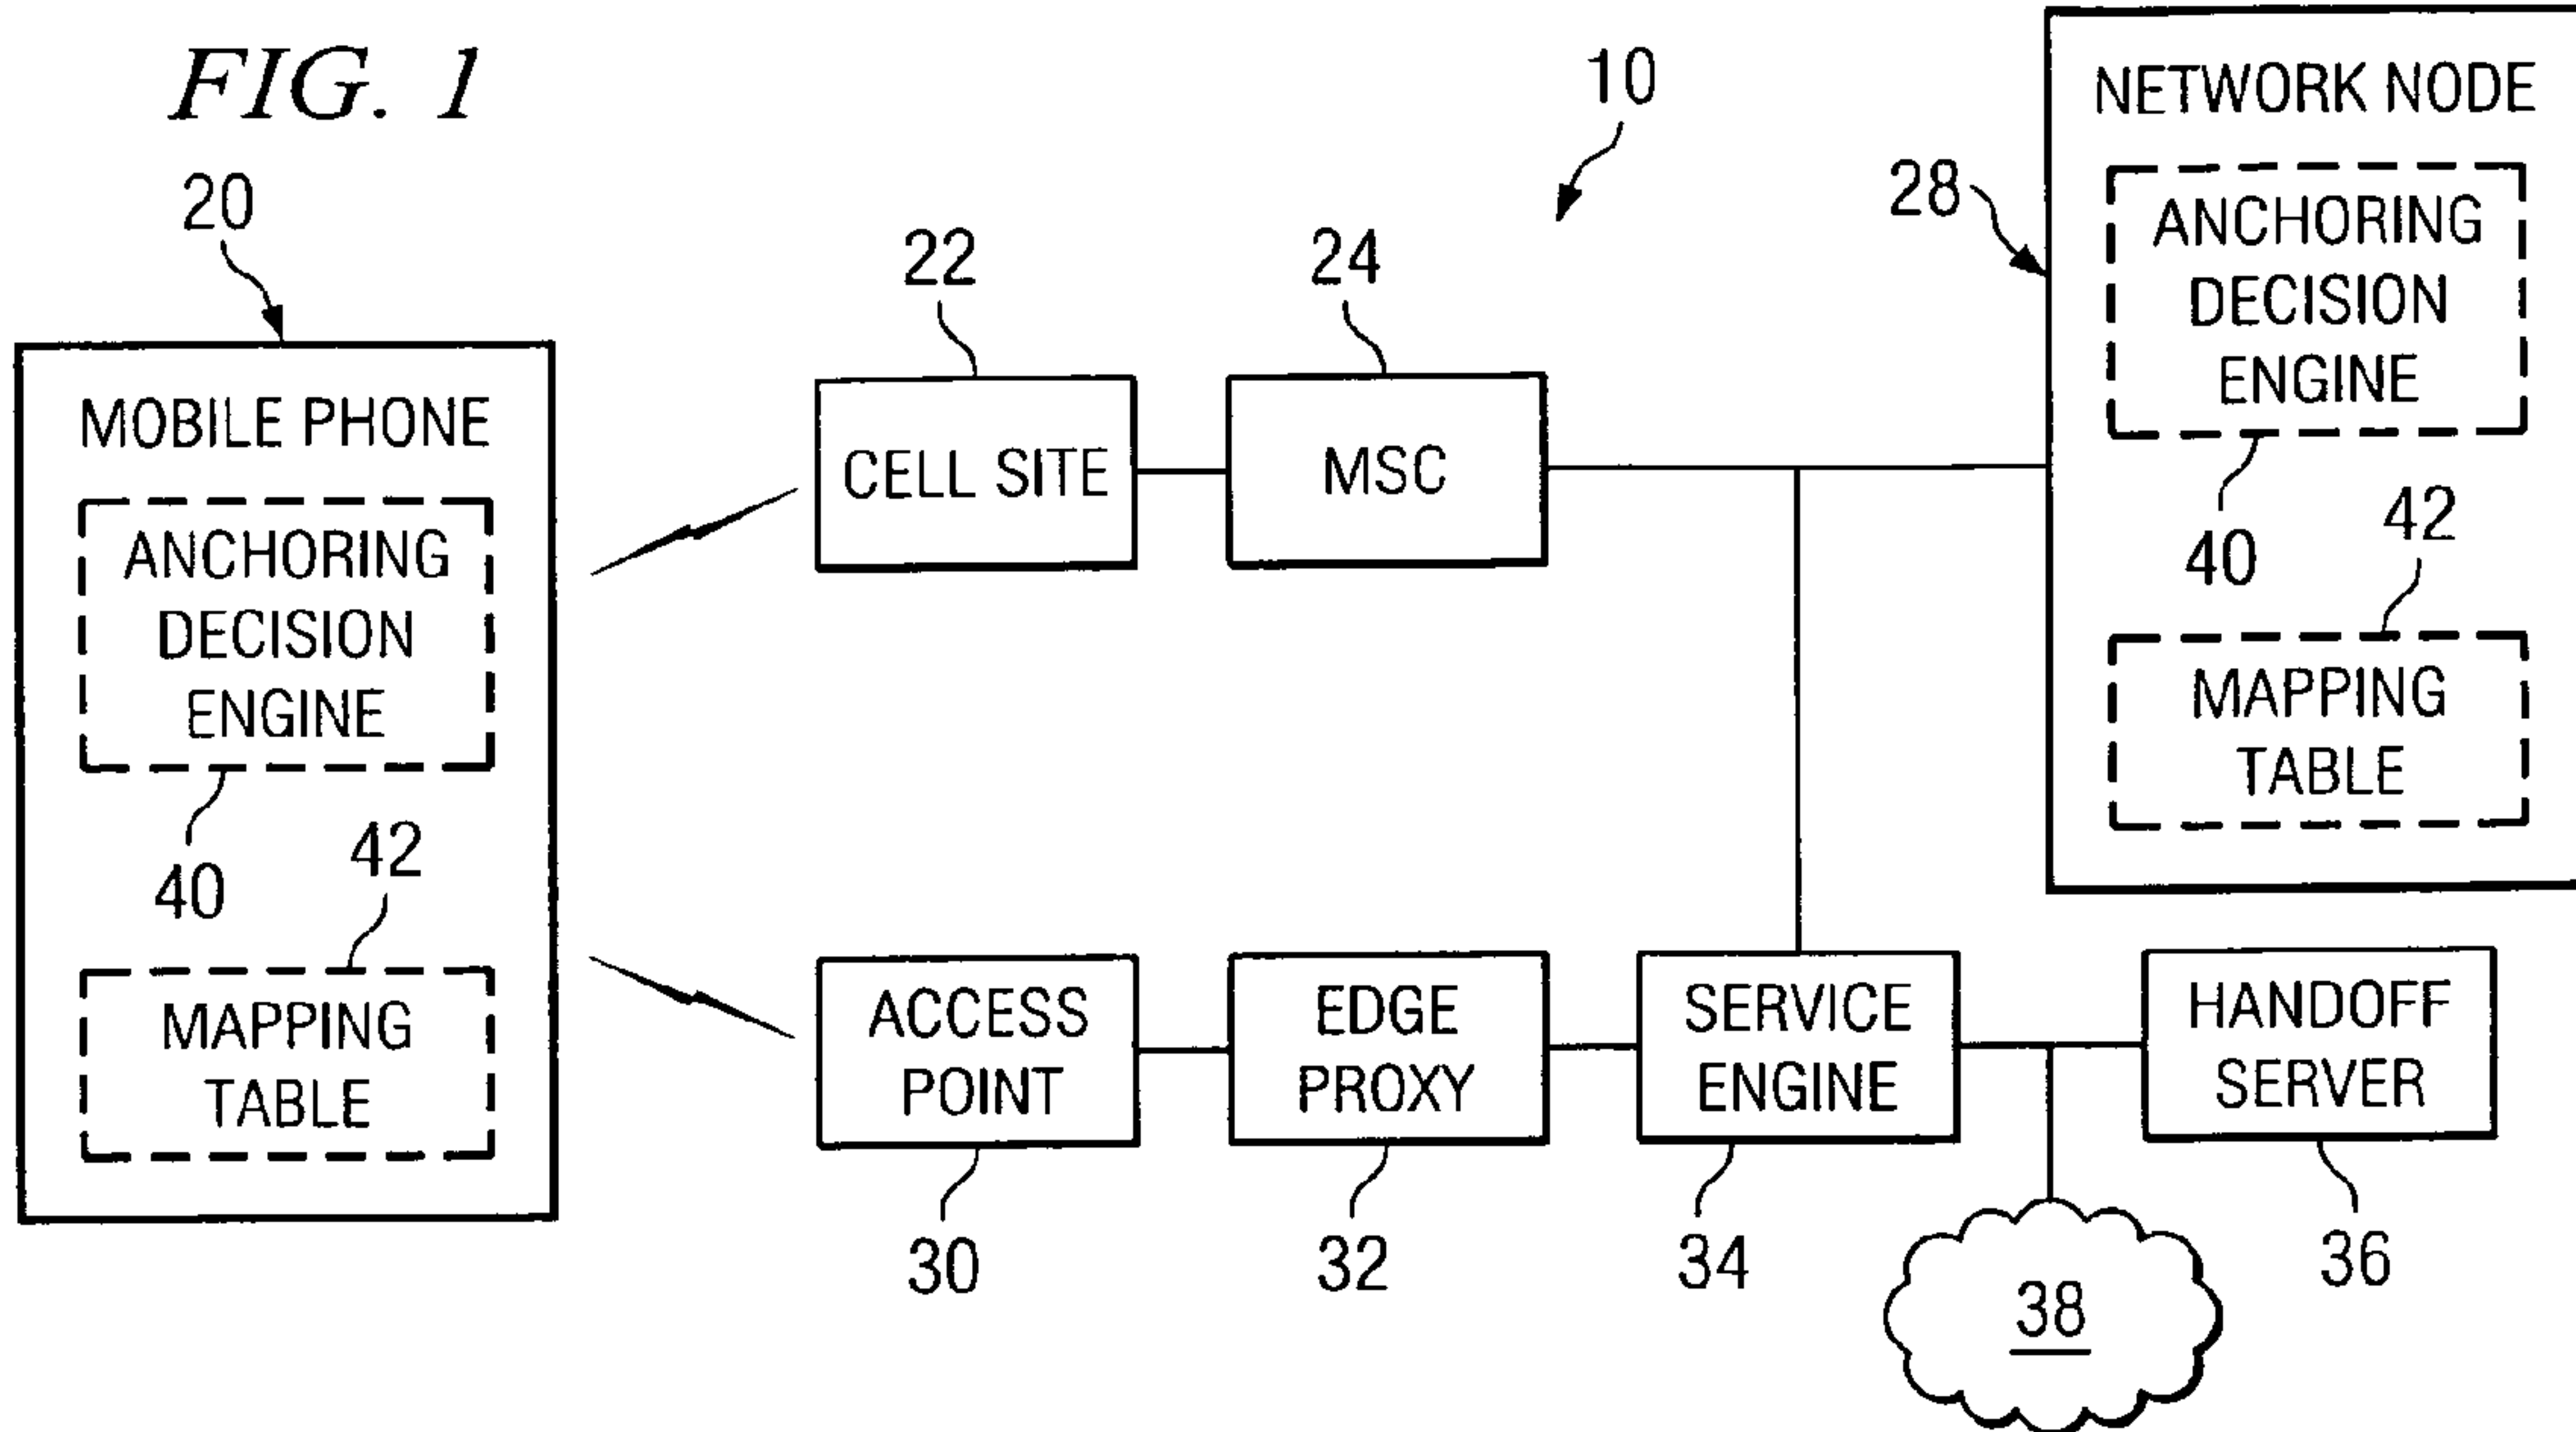 FIG. 1
10
20
MOBILE PHONE
ANCHORING
DECISION
ENGINE
40
42
MAPPING
TABLE
22
CELL SITE
24
MSC
28
NETWORK NODE
ANCHORING
DECISION
ENGINE
40
42
MAPPING
TABLE
ACCESS
POINT
30
EDGE
PROXY
32
SERVICE
ENGINE
34
HANDOFF
SERVER
36
38